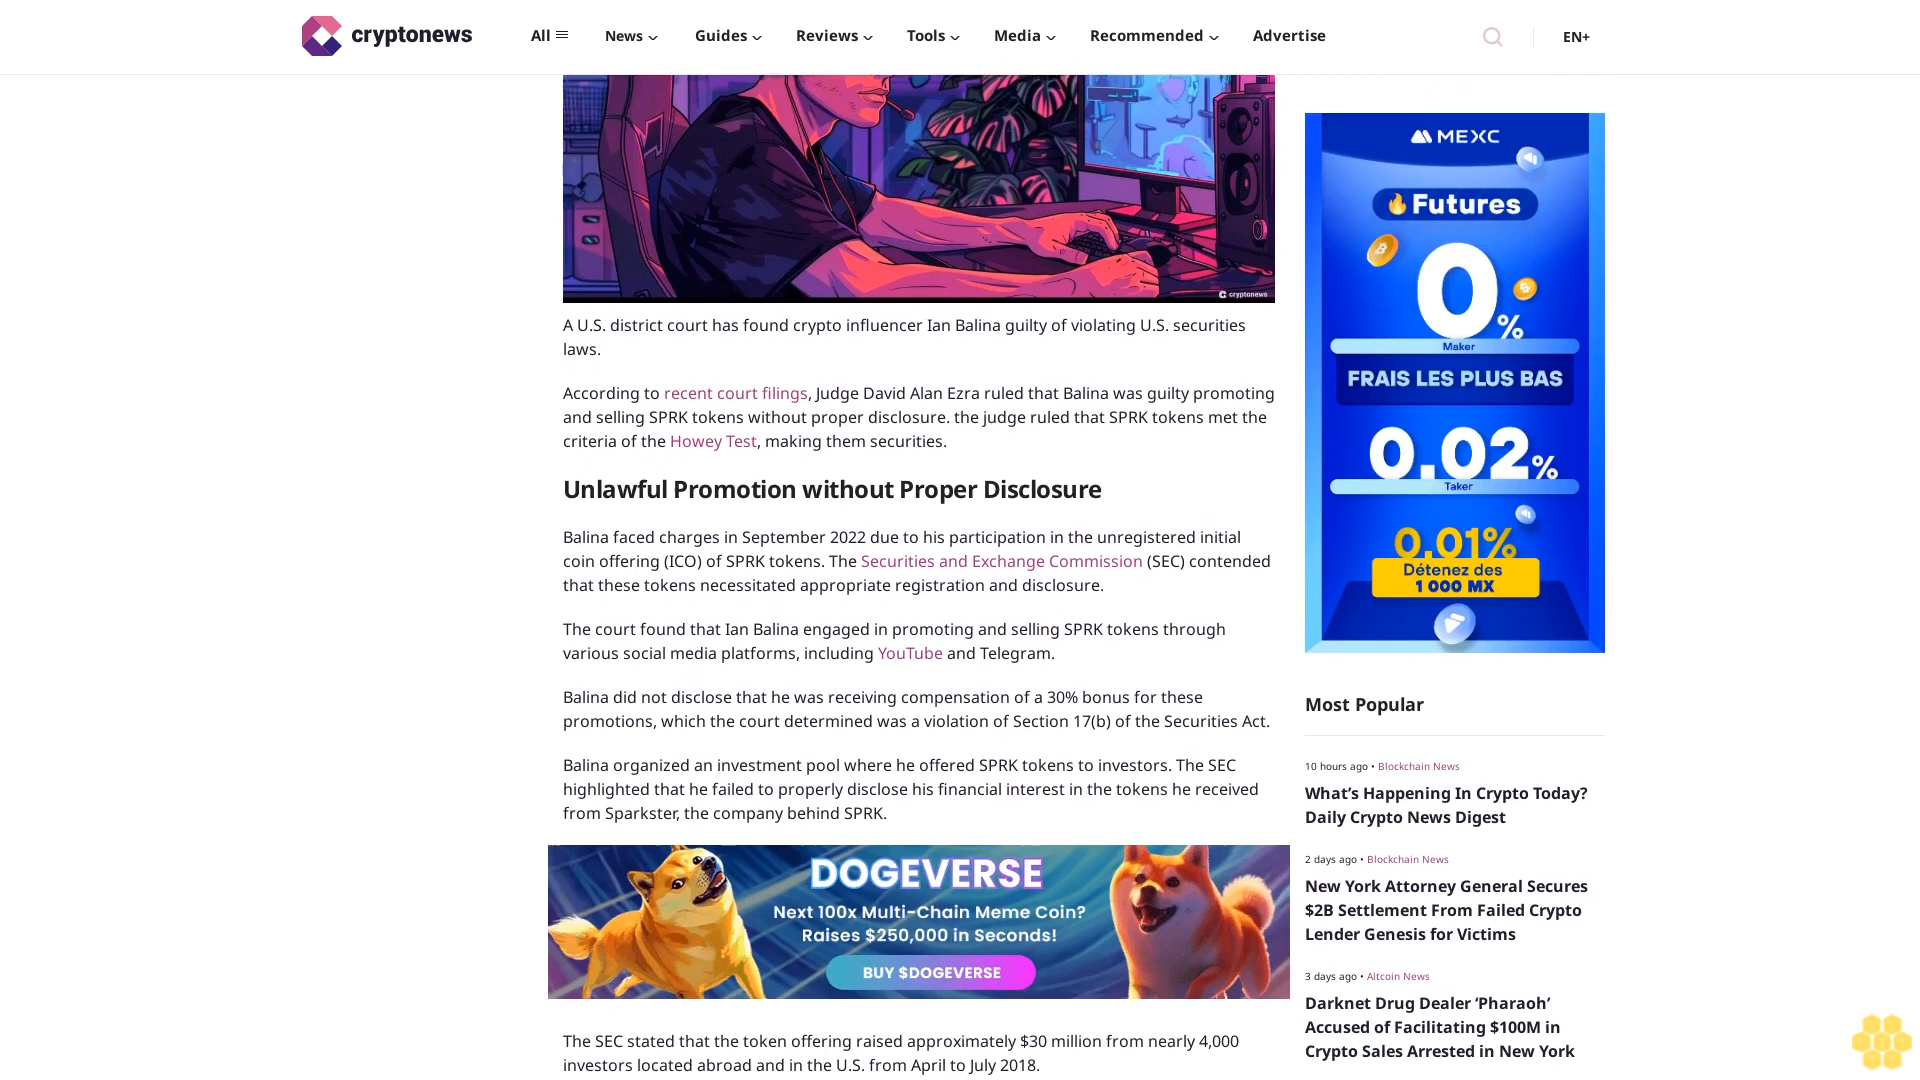 cryptonews
All
News
Guides
Reviews
Tools
Media
Recommended
Advertise
EN+
cryptonews
A U.S. district court has found crypto influencer Ian Balina guilty of violating U.S. securities
laws.
According to recent court filings, Judge David Alan Ezra ruled that Balina was guilty promoting
and selling SPRK tokens without proper disclosure. the judge ruled that SPRK tokens met the
criteria of the Howey Test, making them securities.
Unlawful Promotion without Proper Disclosure
Balina faced charges in September 2022 due to his participation in the unregistered initial
coin offering (ICO) of SPRK tokens. The Securities and Exchange Commission (SEC) contended
that these tokens necessitated appropriate registration and disclosure.
The court found that Ian Balina engaged in promoting and selling SPRK tokens through
various social media platforms, including YouTube and Telegram.
Balina did not disclose that he was receiving compensation of a 30% bonus for these
promotions, which the court determined was a violation of Section 17(b) of the Securities Act.
Balina organized an investment pool where he offered SPRK tokens to investors. The SEC
highlighted that he failed to properly disclose his financial interest in the tokens he received
from Sparkster, the company behind SPRK.
DOGEVERSE
Next 100x Multi-Chain Meme Coin?
Raises $250,000 in Seconds!
BUY $DOGEVERSE
The SEC stated that the token offering raised approximately $30 million from nearly 4,000
investors located abroad and in the U.S. from April to July 2018.
MEXC
Futures
0%
Maker
FRAIS LES PLUS BAS
0.02%
Taker
0.01%
Détenez des
1 000 MX
Most Popular
10 hours ago • Blockchain News
What’s Happening In Crypto Today?
Daily Crypto News Digest
2 days ago • Blockchain News
New York Attorney General Secures
$2B Settlement From Failed Crypto
Lender Genesis for Victims
3 days ago • Altcoin News
Darknet Drug Dealer ‘Pharaoh’
Accused of Facilitating $100M in
Crypto Sales Arrested in New York